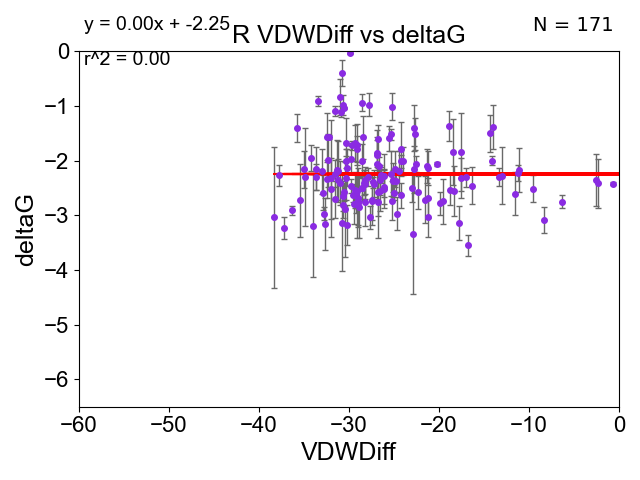 y = 0.00x + -2.25
R VDWDiff vs deltaG
N = 171
r^2 = 0.00
0
−1
−2
−3
−4
−5
−6
deltaG
−60
−50
−40
−30
−20
−10
0
VDWDiff